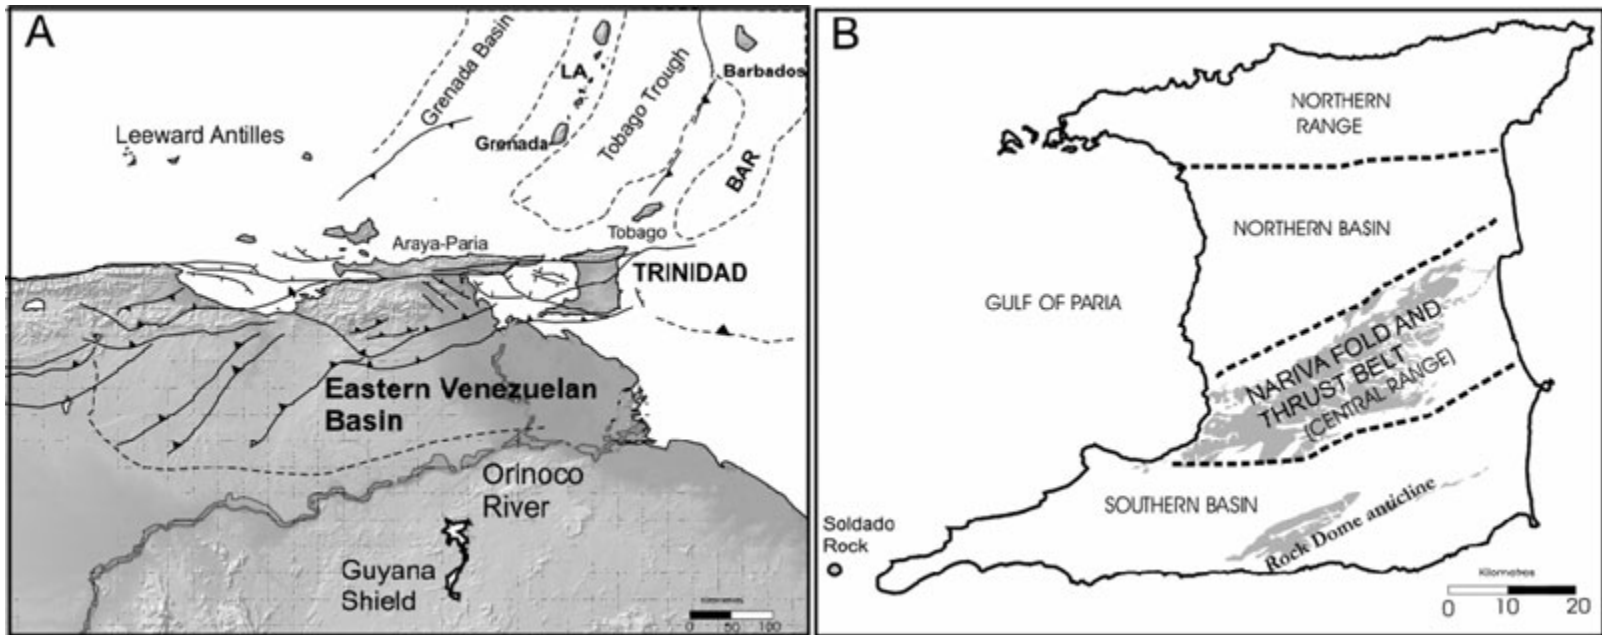 A
Grenada Basin
LA
Tobago Trough
Barbados
Leeward Antilles
Grenada
BAR
Araya-Paria
Tobago
TRINIDAD
Eastern Venezuelan
Basin
Orinoco
River
Guyana
Shield
Kilometres
0 50 100
B
NORTHERN
RANGE
NORTHERN BASIN
GULF OF PARIA
NARIVA FOLD AND
THRUST BELT
(CENTRAL RANGE)
SOUTHERN BASIN
Rock Dome anticline
Soldado
Rock
Kilometres
0 10 20